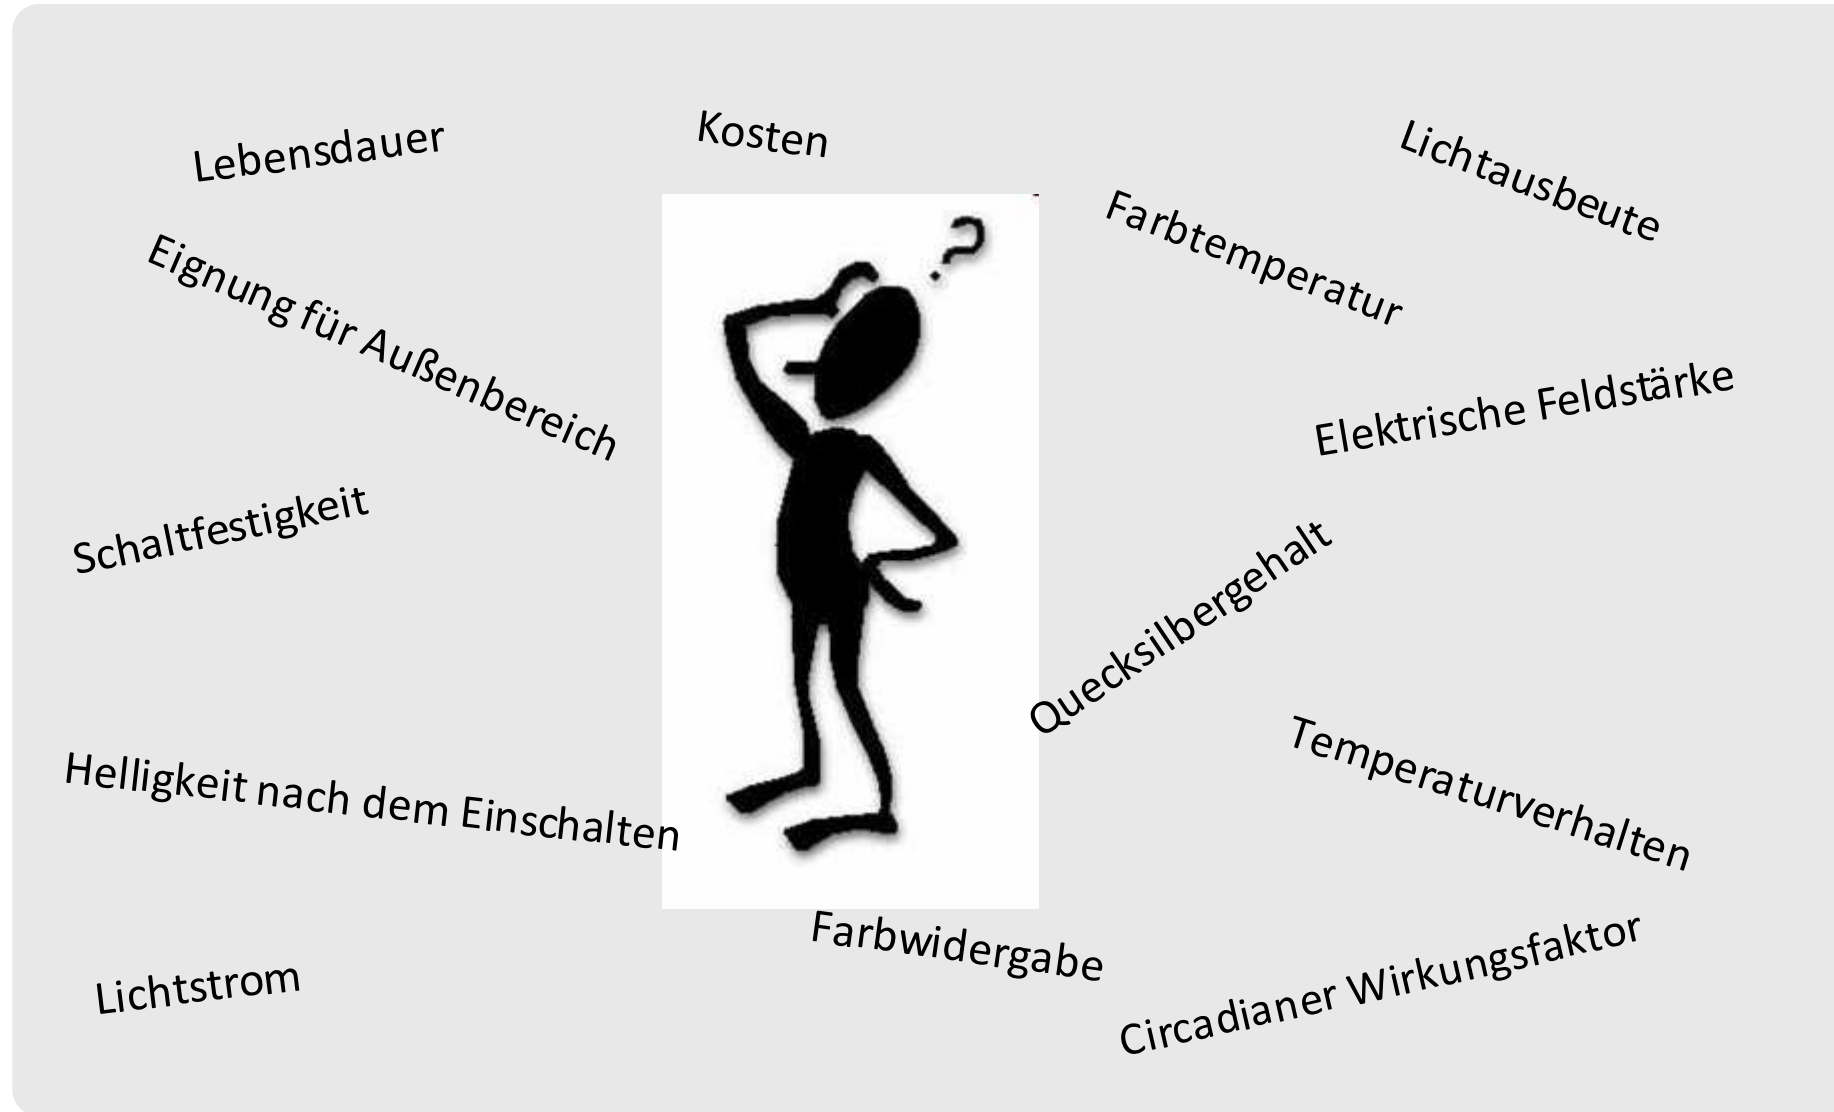 Lebensdauer
Kosten
Lichtausbeute
Farbtemperatur
Eignung für Außenbereich
?
Elektrische Feldstärke
Schaltfestigkeit
Quecksilbergehalt
Helligkeit nach dem Einschalten
Temperaturverhalten
Farbwidergabe
Lichtstrom
Circadianer Wirkungsfaktor